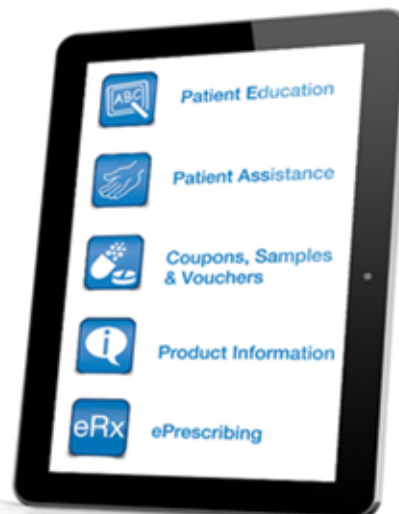 ABC
Patient Education
Patient Assistance
Coupons, Samples
& Vouchers
i
Product Information
eRx
ePrescribing